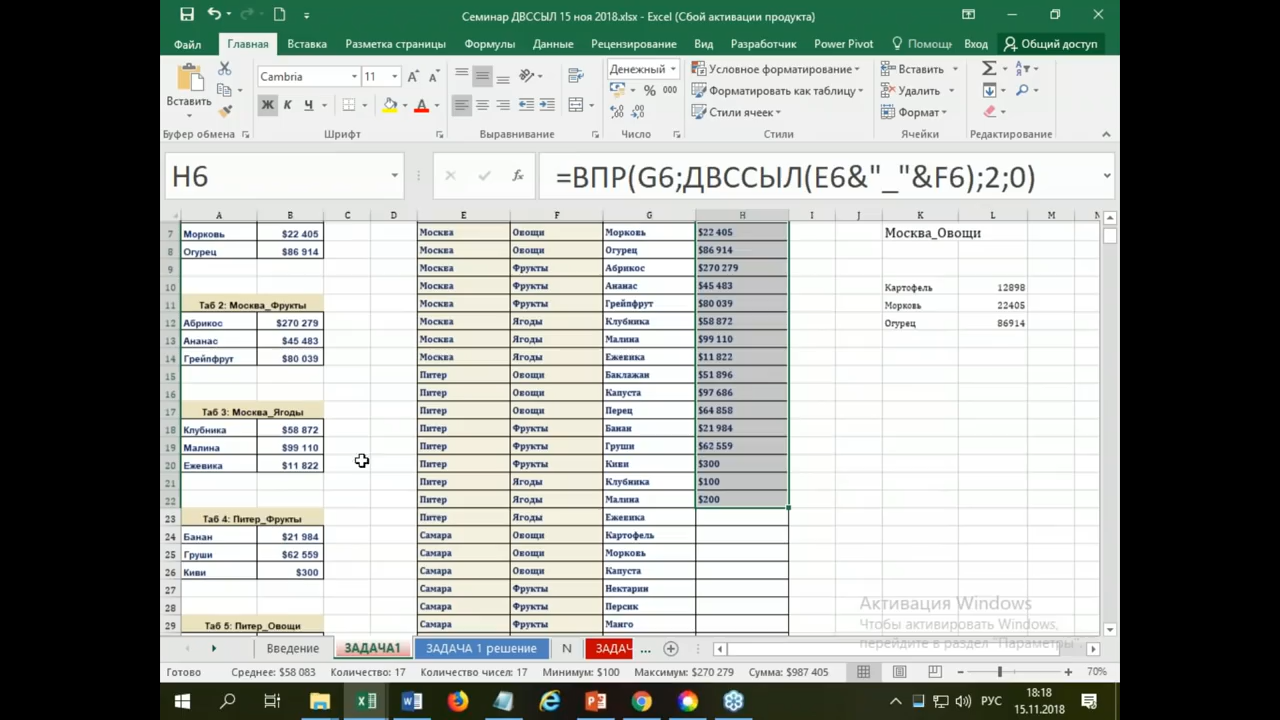 Семинар ДВССЫЛ 15 ноя 2018.xlsx - Excel (Сбой активации продукта)
Файл Главная Вставка Разметка страницы Формулы Данные Рецензирование Вид Разработчик Power Pivot Помощь Вход Общий доступ
Вставить
Cambria 11
Ж К Ч
Денежный
% 000
Условное форматирование
Форматировать как таблицу
Стили ячеек
Вставить
Удалить
Формат
Буфер обмена Шрифт Выравнивание Число Стили Ячейки Редактирование
H6 fx =ВПР(G6;ДВССЫЛ(E6&"_"&F6);2;0)
A B C D E F G H I J K L M N
7 Морковь $22 405 Москва Овощи Морковь $22 405 Москва_Овощи
8 Огурец $86 914 Москва Овощи Огурец $86 914
9 Москва Фрукты Абрикос $270 279
10 Москва Фрукты Ананас $45 483 Картофель 12898
11 Таб 2: Москва_Фрукты Москва Фрукты Грейпфрут $80 039 Морковь 22405
12 Абрикос $270 279 Москва Ягоды Клубника $58 872 Огурец 86914
13 Ананас $45 483 Москва Ягоды Малина $99 110
14 Грейпфрут $80 039 Москва Ягоды Ежевика $11 822
15 Питер Овощи Баклажан $51 896
16 Питер Овощи Капуста $97 686
17 Таб 3: Москва_Ягоды Питер Овощи Перец $64 858
18 Клубника $58 872 Питер Фрукты Банан $21 984
19 Малина $99 110 Питер Фрукты Груши $62 559
20 Ежевика $11 822 Питер Фрукты Киви $300
21 Питер Ягоды Клубника $100
22 Питер Ягоды Малина $200
23 Таб 4: Питер_Фрукты Питер Ягоды Ежевика
24 Банан $21 984 Самара Овощи Картофель
25 Груши $62 559 Самара Овощи Морковь
26 Киви $300 Самара Овощи Капуста
27 Самара Фрукты Нектарин
28 Самара Фрукты Персик
29 Таб 5: Питер_Овощи Самара Фрукты Манго
Активация Windows
Чтобы активировать Windows,
перейдите в раздел "Параметры".
Введение ЗАДАЧА1 ЗАДАЧА 1 решение N ЗАДАЧ ...
Готово Среднее: $58 083 Количество: 17 Количество чисел: 17 Минимум: $100 Максимум: $270 279 Сумма: $987 405 70%
РУС
18:18
15.11.2018